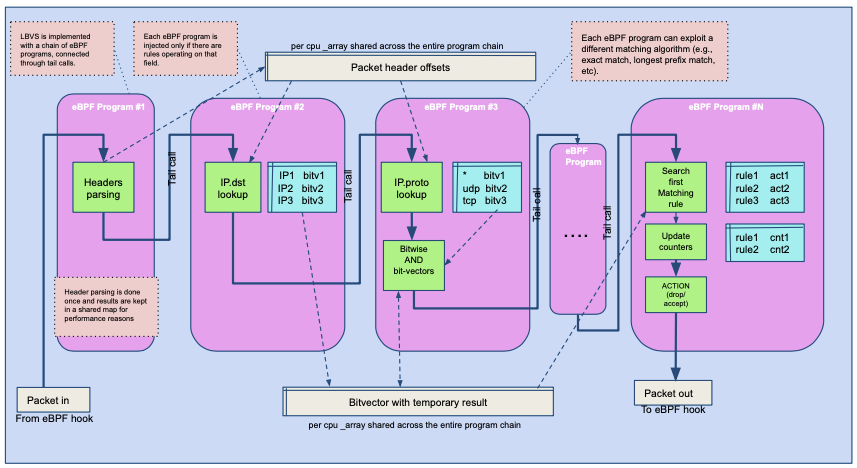 LBVS is implemented
with a chain of eBPF
programs, connected
through tail calls.
Each eBPF program is
injected only if there are
rules operating on that
field.
per cpu _array shared across the entire program chain
Packet header offsets
Each eBPF program can exploit a
different matching algorithm (e.g.,
exact match, longest prefix match,
etc).
eBPF Program #1
Headers
parsing
Tail call
Header parsing is done
once and results are kept
in a shared map for
performance reasons
eBPF Program #2
IP.dst
lookup
IP1 bitv1
IP2 bitv2
IP3 bitv3
Tail call
eBPF Program #3
IP.proto
lookup
* bitv1
udp bitv2
tcp bitv3
Bitwise
AND
bit-vectors
Tail call
eBPF
Program
....
Tail call
eBPF Program #N
Search
first
Matching
rule
rule1 act1
rule2 act2
rule3 act3
Update
counters
rule1 cnt1
rule2 cnt2
ACTION
(drop/
accept)
Packet in
From eBPF hook
Bitvector with temporary result
per cpu _array shared across the entire program chain
Packet out
To eBPF hook